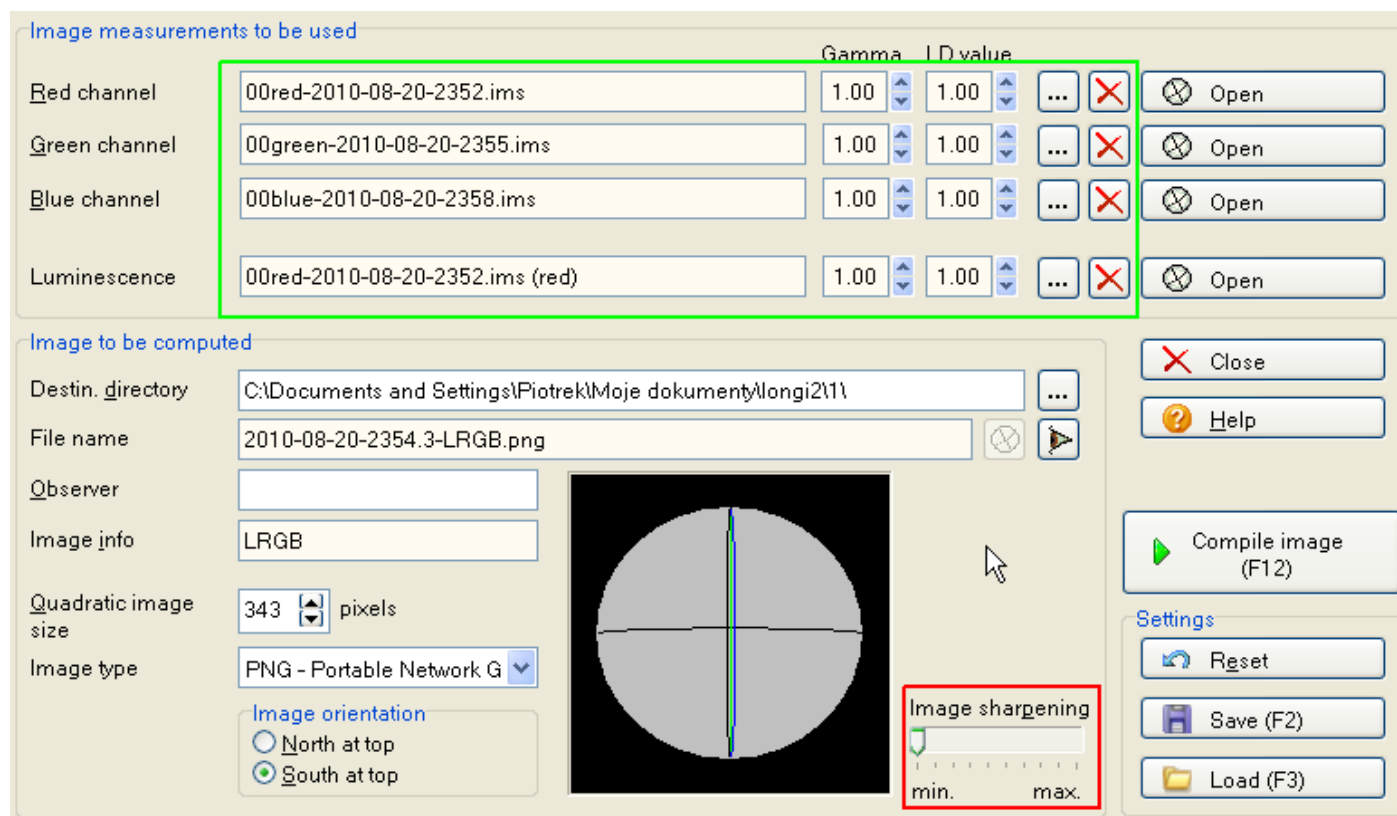 Image measurements to be used
Gamma LD value
Red channel 00red-2010-08-20-2352.ims 1.00 1.00 ... Open
Green channel 00green-2010-08-20-2355.ims 1.00 1.00 ... Open
Blue channel 00blue-2010-08-20-2358.ims 1.00 1.00 ... Open
Luminescence 00red-2010-08-20-2352.ims (red) 1.00 1.00 ... Open
Image to be computed
Close
Destin. directory C:\Documents and Settings\Piotrek\Moje dokumenty\longi2\1\ ...
Help
File name 2010-08-20-2354.3-LRGB.png
Observer
Image info LRGB
Compile image
(F12)
Quadratic image
size
343 pixels
Settings
Image type PNG - Portable Network G
Reset
Image orientation
North at top
South at top
Image sharpening
min. max.
Save (F2)
Load (F3)